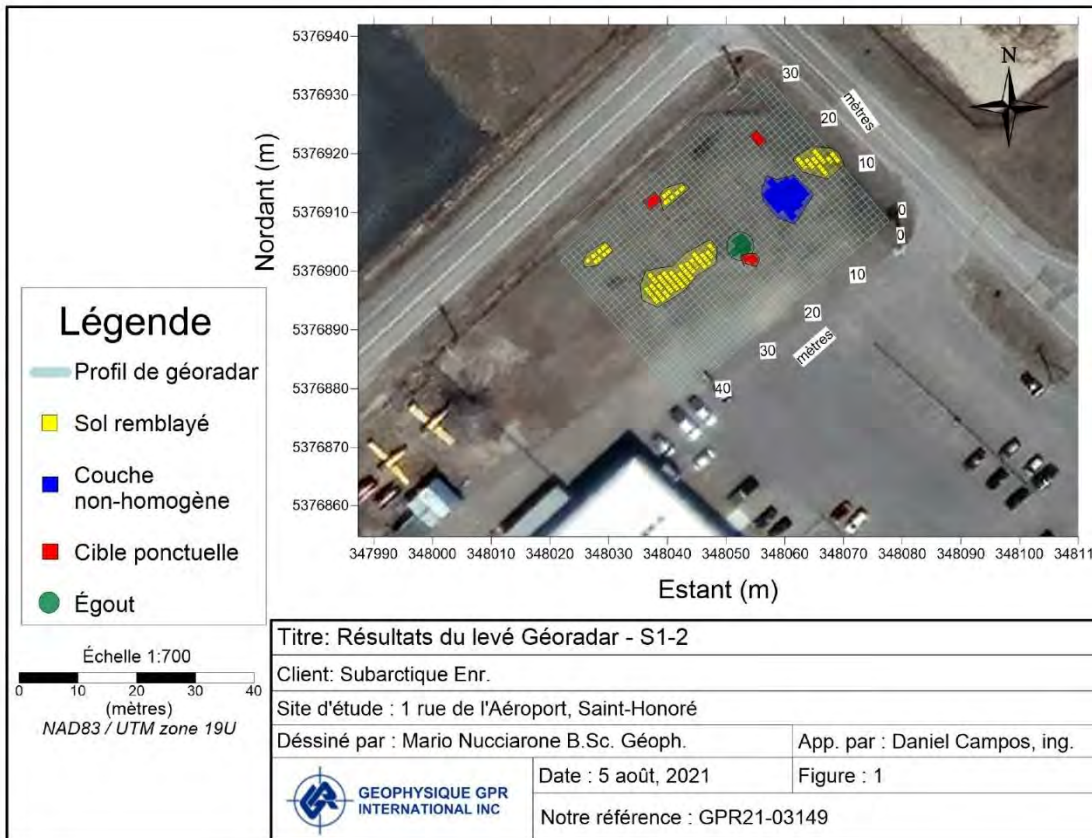 5376940
5376930
5376920
5376910
5376900
5376890
5376880
5376870
5376860
Nordant (m)
N
30
mètres
20
10
0
0
10
20
mètres
30
40
347990 348000 348010 348020 348030 348040 348050 348060 348070 348080 348090 348100 34811
Estant (m)
Légende
Profil de géoradar
Sol remblayé
Couche
non-homogène
Cible ponctuelle
Égout
Échelle 1:700
0 10 20 30 40
(mètres)
NAD83 / UTM zone 19U
Titre: Résultats du levé Géoradar - S1-2
Client: Subarctique Enr.
Site d'étude : 1 rue de l'Aéroport, Saint-Honoré
Déssiné par : Mario Nucciarone B.Sc. Géoph.
App. par : Daniel Campos, ing.
GEOPHYSIQUE GPR
INTERNATIONAL INC
Date : 5 août, 2021
Figure : 1
Notre référence : GPR21-03149